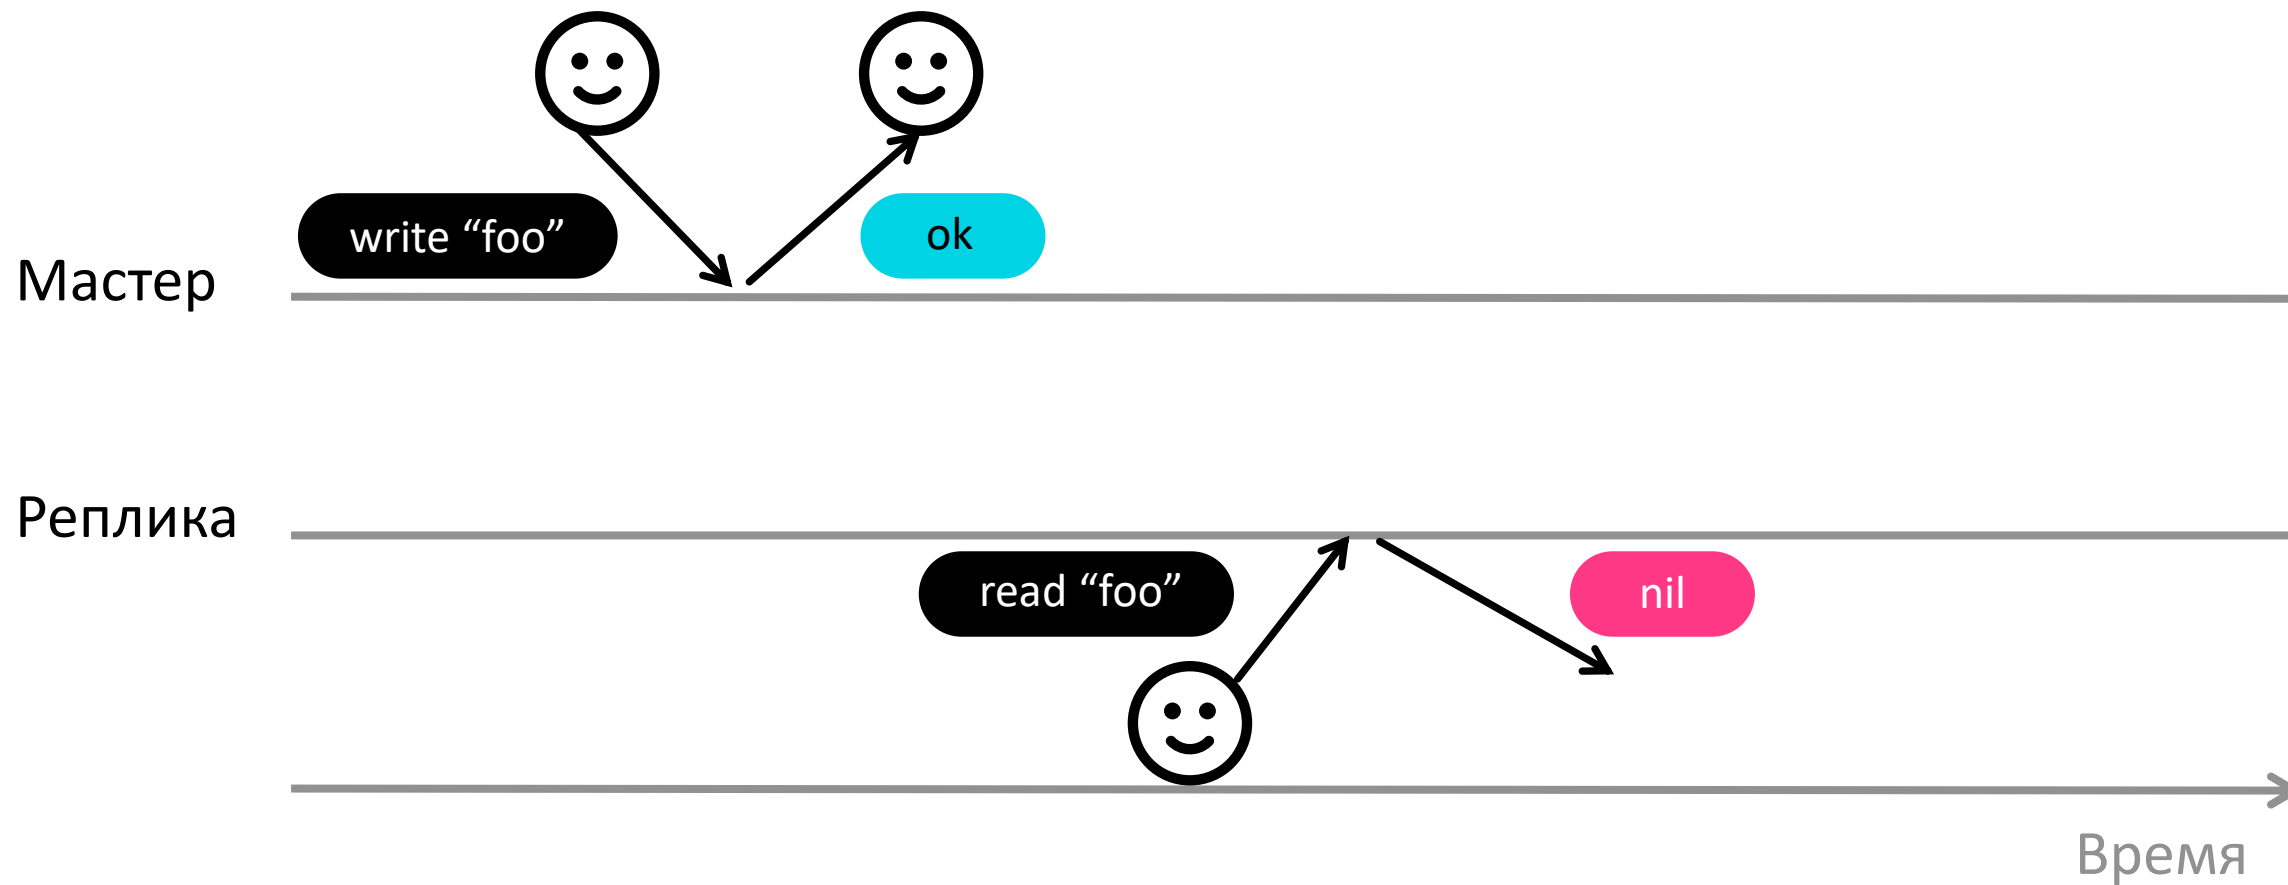 write “foo”
ok
Мастер
Реплика
read “foo”
nil
Время